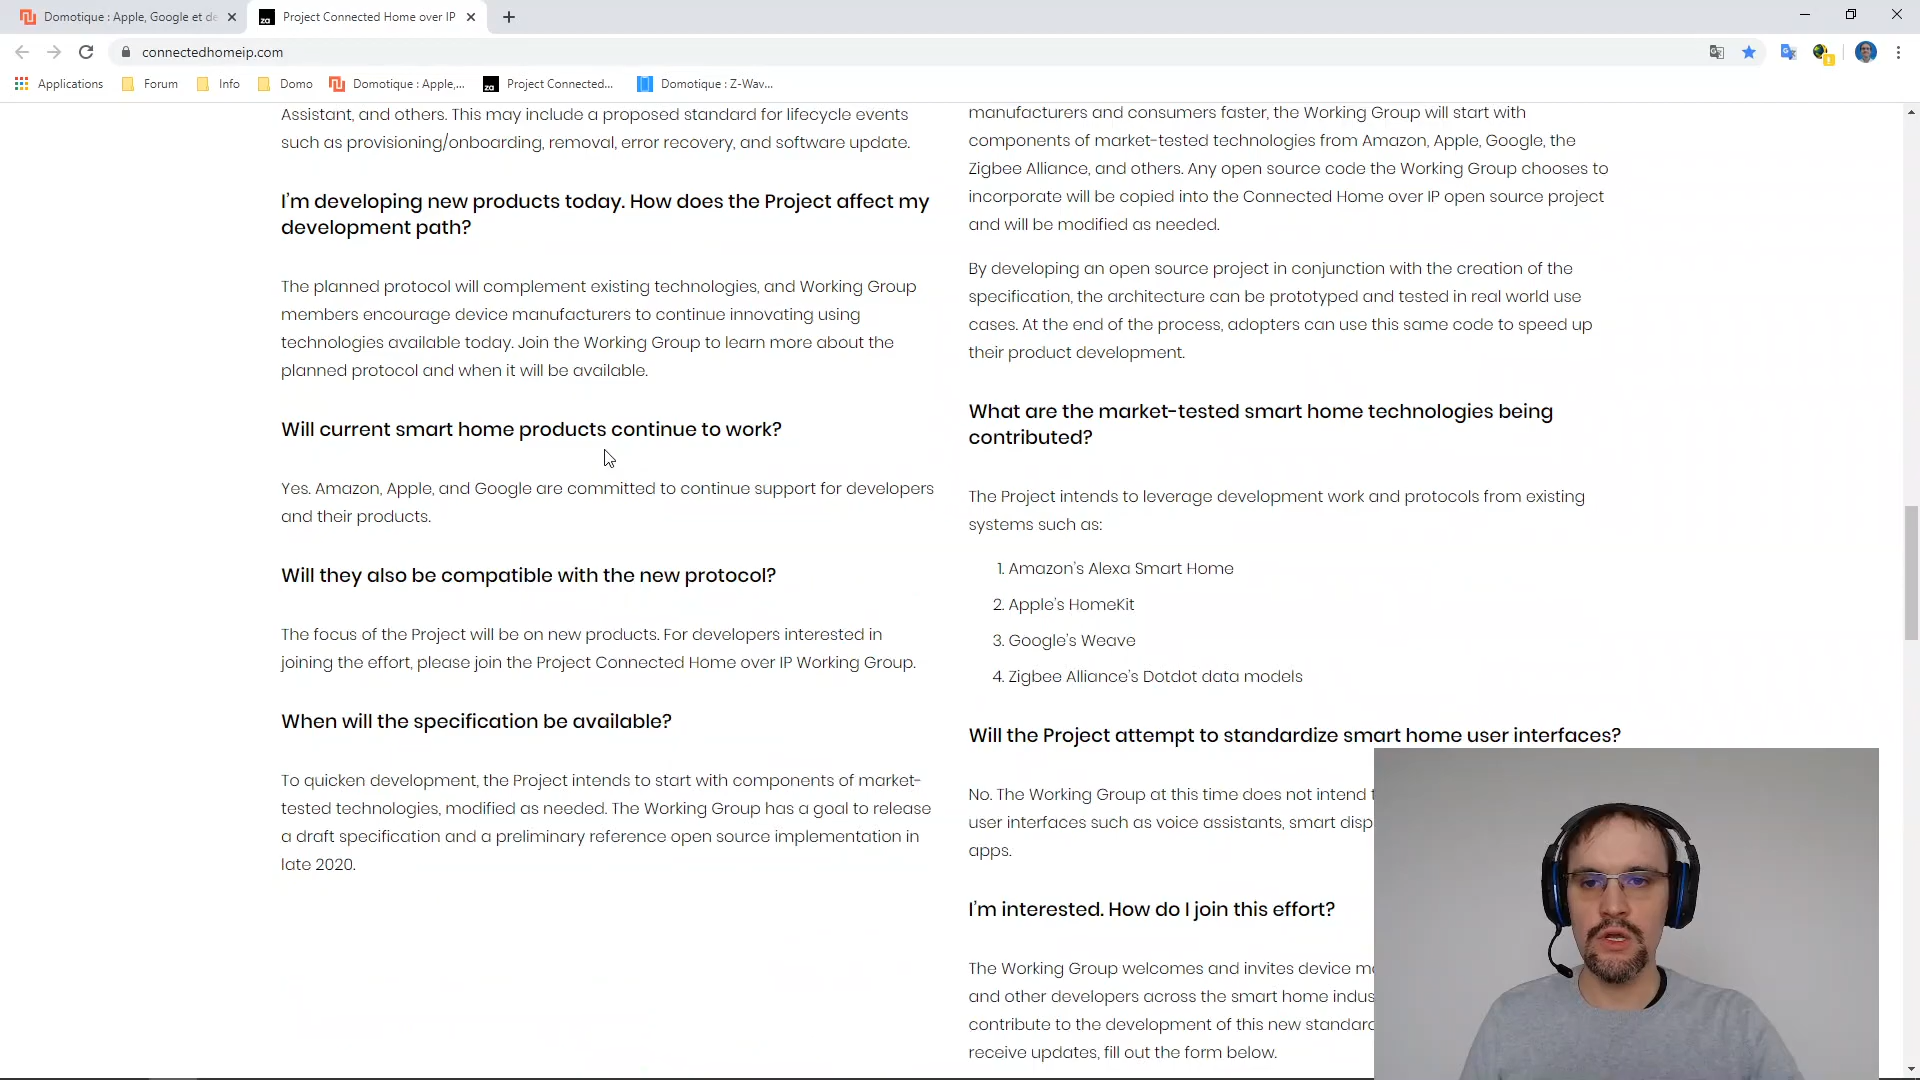 Domotique : Apple, Google et de
Project Connected Home over IP
connectedhomeip.com
Applications
Forum
Info
Domo
Domotique : Apple,...
Project Connected...
Domotique : Z-Wav...
Assistant, and others. This may include a proposed standard for lifecycle events
such as provisioning/onboarding, removal, error recovery, and software update.
I'm developing new products today. How does the Project affect my
development path?
The planned protocol will complement existing technologies, and Working Group
members encourage device manufacturers to continue innovating using
technologies available today. Join the Working Group to learn more about the
planned protocol and when it will be available.
Will current smart home products continue to work?
Yes. Amazon, Apple, and Google are committed to continue support for developers
and their products.
Will they also be compatible with the new protocol?
The focus of the Project will be on new products. For developers interested in
joining the effort, please join the Project Connected Home over IP Working Group.
When will the specification be available?
To quicken development, the Project intends to start with components of market-
tested technologies, modified as needed. The Working Group has a goal to release
a draft specification and a preliminary reference open source implementation in
late 2020.
manufacturers and consumers faster, the Working Group will start with
components of market-tested technologies from Amazon, Apple, Google, the
Zigbee Alliance, and others. Any open source code the Working Group chooses to
incorporate will be copied into the Connected Home over IP open source project
and will be modified as needed.
By developing an open source project in conjunction with the creation of the
specification, the architecture can be prototyped and tested in real world use
cases. At the end of the process, adopters can use this same code to speed up
their product development.
What are the market-tested smart home technologies being
contributed?
The Project intends to leverage development work and protocols from existing
systems such as:
1. Amazon's Alexa Smart Home
2. Apple's HomeKit
3. Google's Weave
4. Zigbee Alliance's Dotdot data models
Will the Project attempt to standardize smart home user interfaces?
No. The Working Group at this time does not intend
user interfaces such as voice assistants, smart disp
apps.
I'm interested. How do I join this effort?
The Working Group welcomes and invites device m
and other developers across the smart home indus
contribute to the development of this new standard
receive updates, fill out the form below.